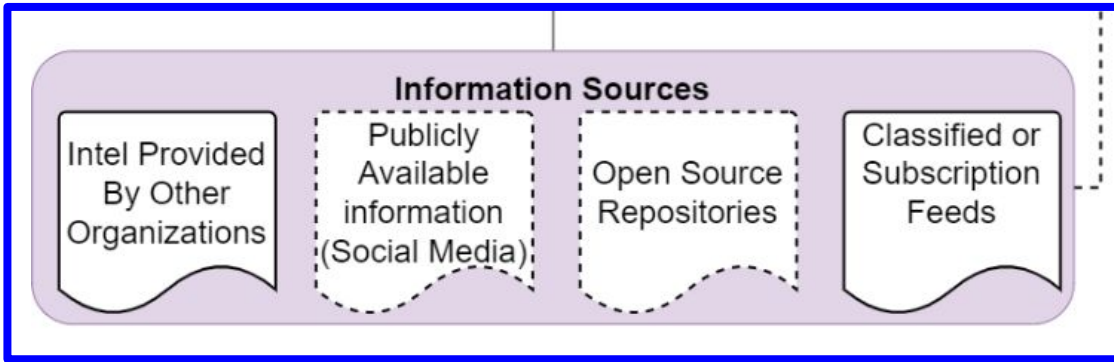 Information Sources
Intel Provided
By Other
Organizations
Publicly
Available
information
(Social Media)
Open Source
Repositories
Classified or
Subscription
Feeds